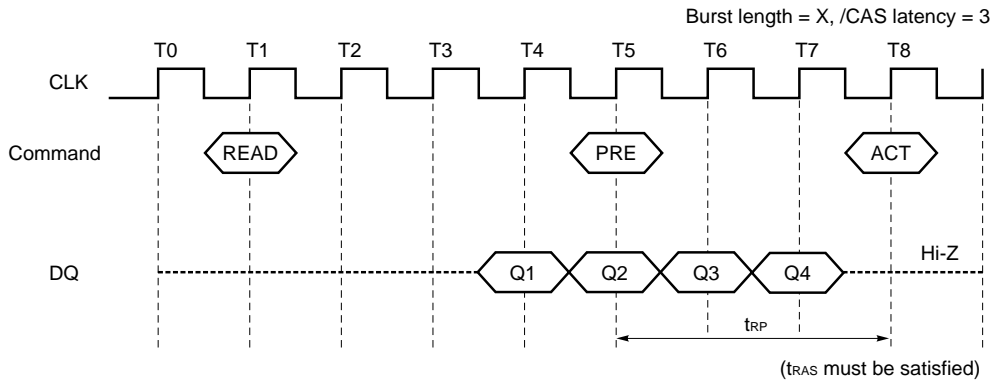 Burst length = X, /CAS latency = 3
T0 T1 T2 T3 T4 T5 T6 T7 T8
CLK
Command READ PRE ACT
DQ Q1 Q2 Q3 Q4 Hi-Z
tRP
(tRAS must be satisfied)